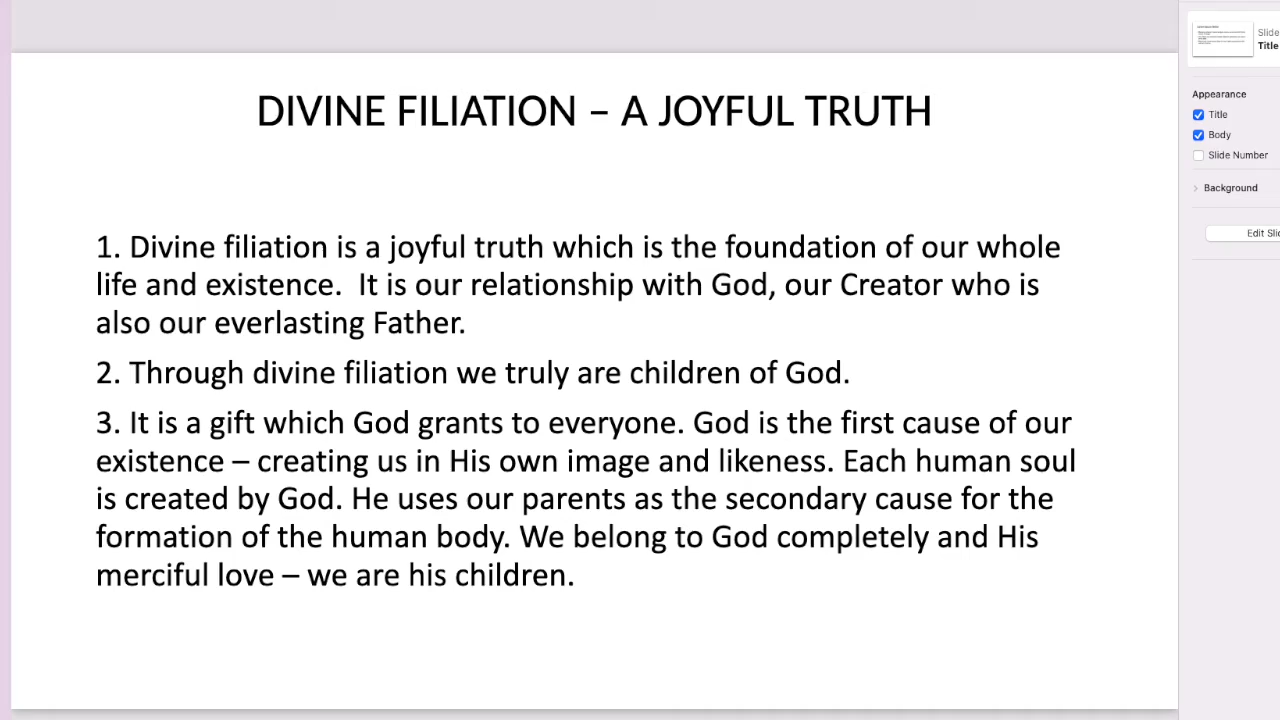 DIVINE FILIATION – A JOYFUL TRUTH
1. Divine filiation is a joyful truth which is the foundation of our whole
life and existence.  It is our relationship with God, our Creator who is
also our everlasting Father.
2. Through divine filiation we truly are children of God.
3. It is a gift which God grants to everyone. God is the first cause of our
existence – creating us in His own image and likeness. Each human soul
is created by God. He uses our parents as the secondary cause for the
formation of the human body. We belong to God completely and His
merciful love – we are his children.
Slide
Title
Appearance
Title
Body
Slide Number
Background
Edit Slid